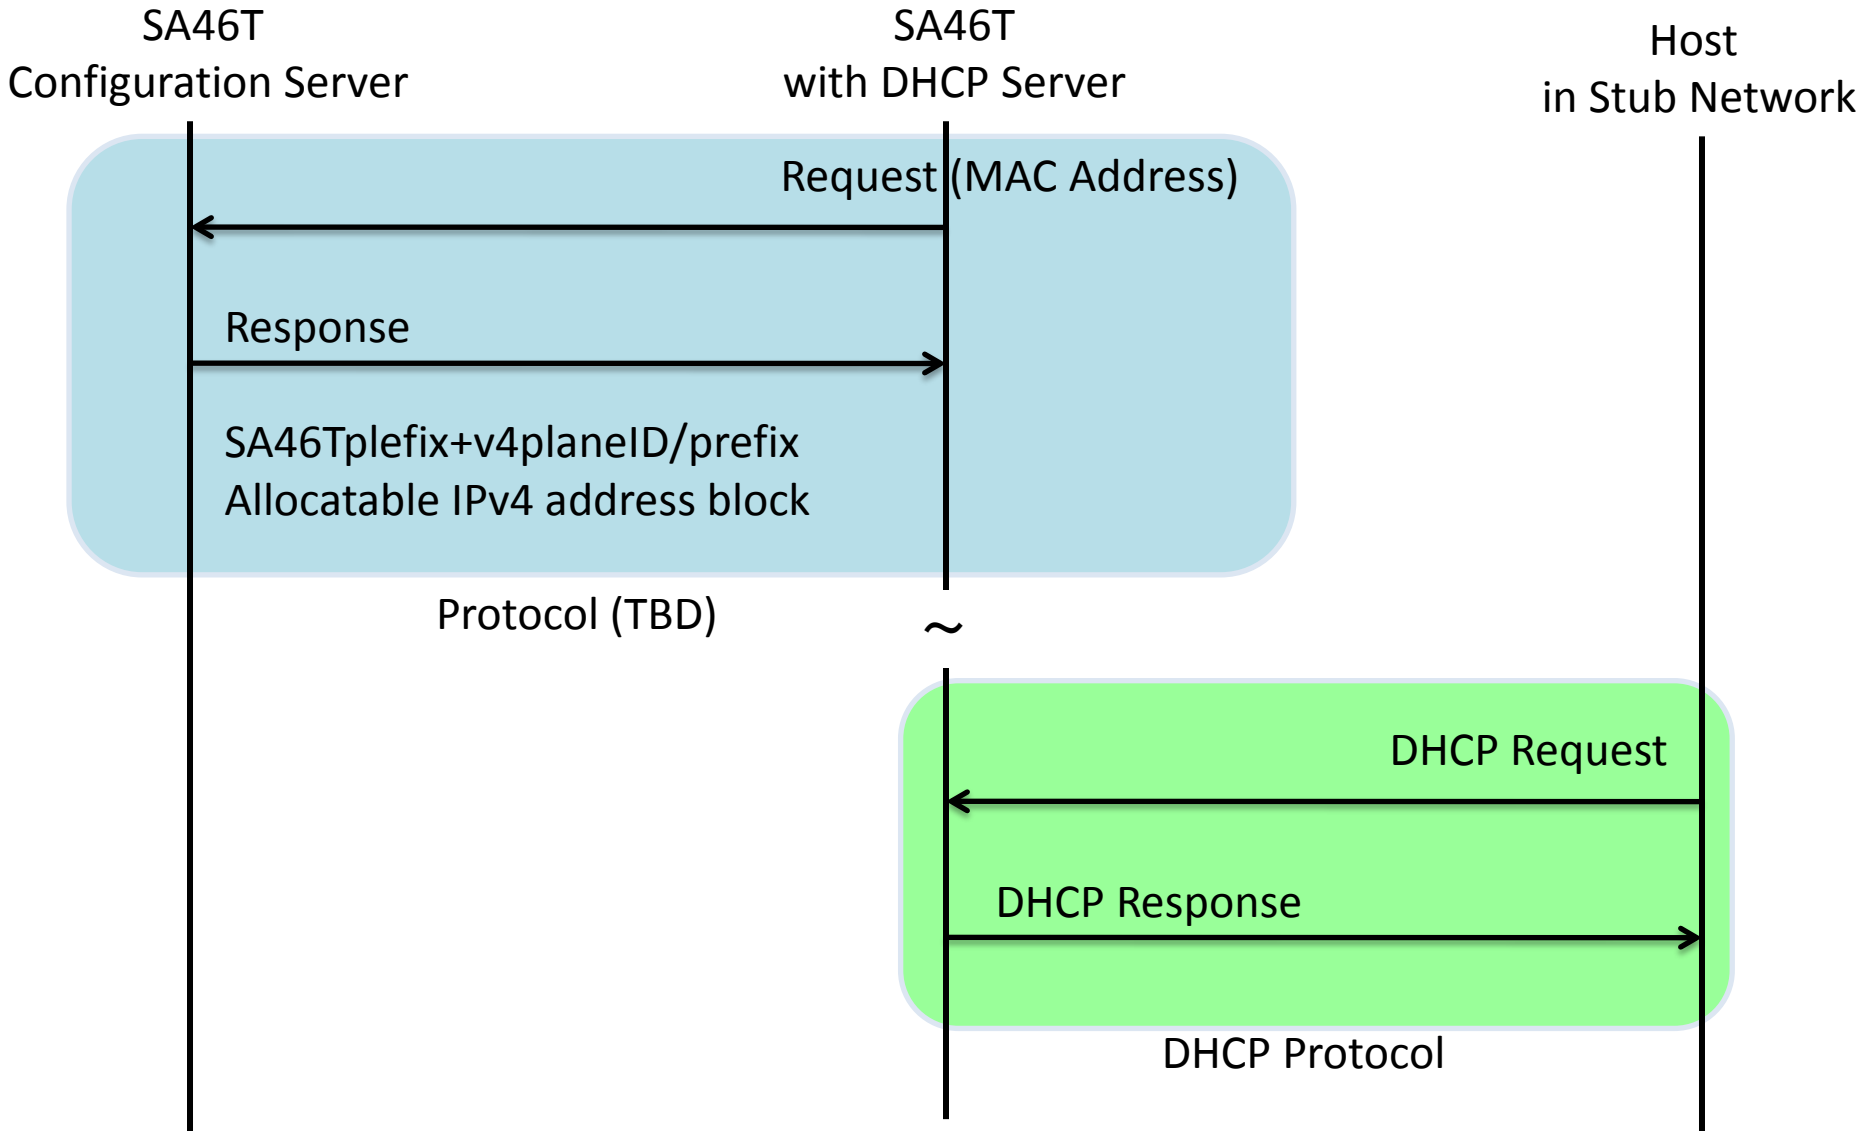 SA46T
Configuration Server
SA46T
with DHCP Server
Host
in Stub Network
Request (MAC Address)
Response
SA46Tplefix+v4planeID/prefix
Allocatable IPv4 address block
Protocol (TBD)
~
DHCP Request
DHCP Response
DHCP Protocol